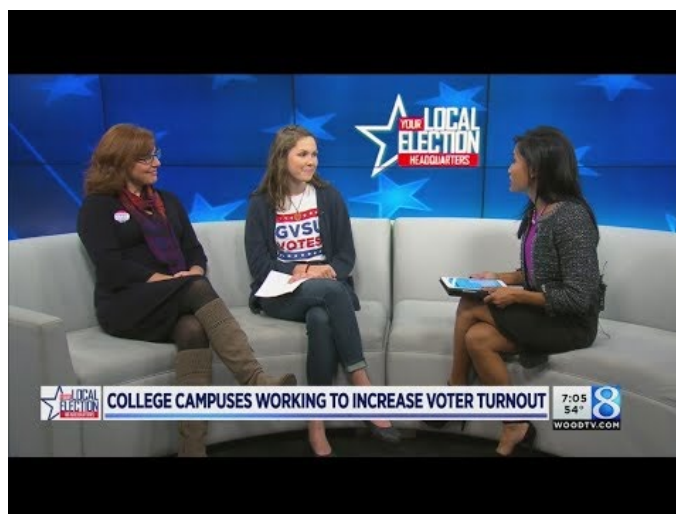 YOUR LOCAL
ELECTION
HEADQUARTERS
GVSU
VOTES
LOCAL
ELECTION
HEADQUARTERS
COLLEGE CAMPUSES WORKING TO INCREASE VOTER TURNOUT
7:05
54°
8
WOODTV.COM